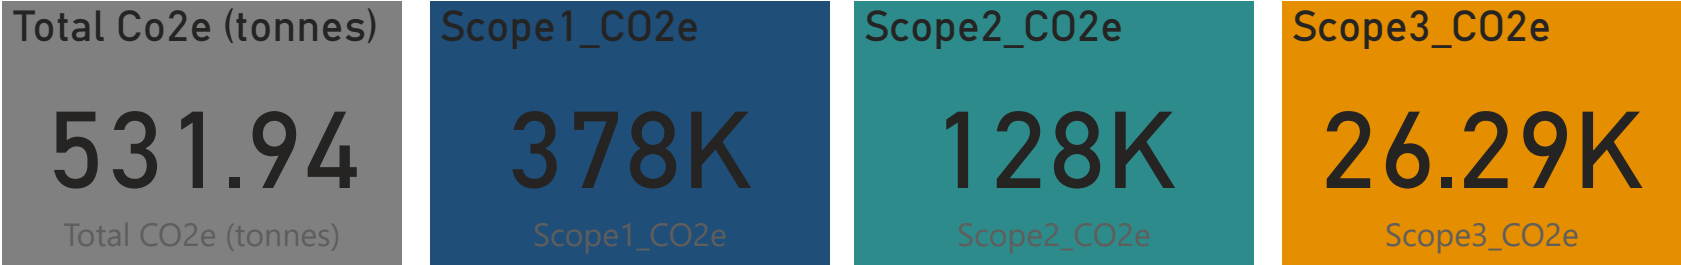 Total Co2e (tonnes)
531.94
Total CO2e (tonnes)
Scope1_CO2e
378K
Scope1_CO2e
Scope2_CO2e
128K
Scope2_CO2e
Scope3_CO2e
26.29K
Scope3_CO2e